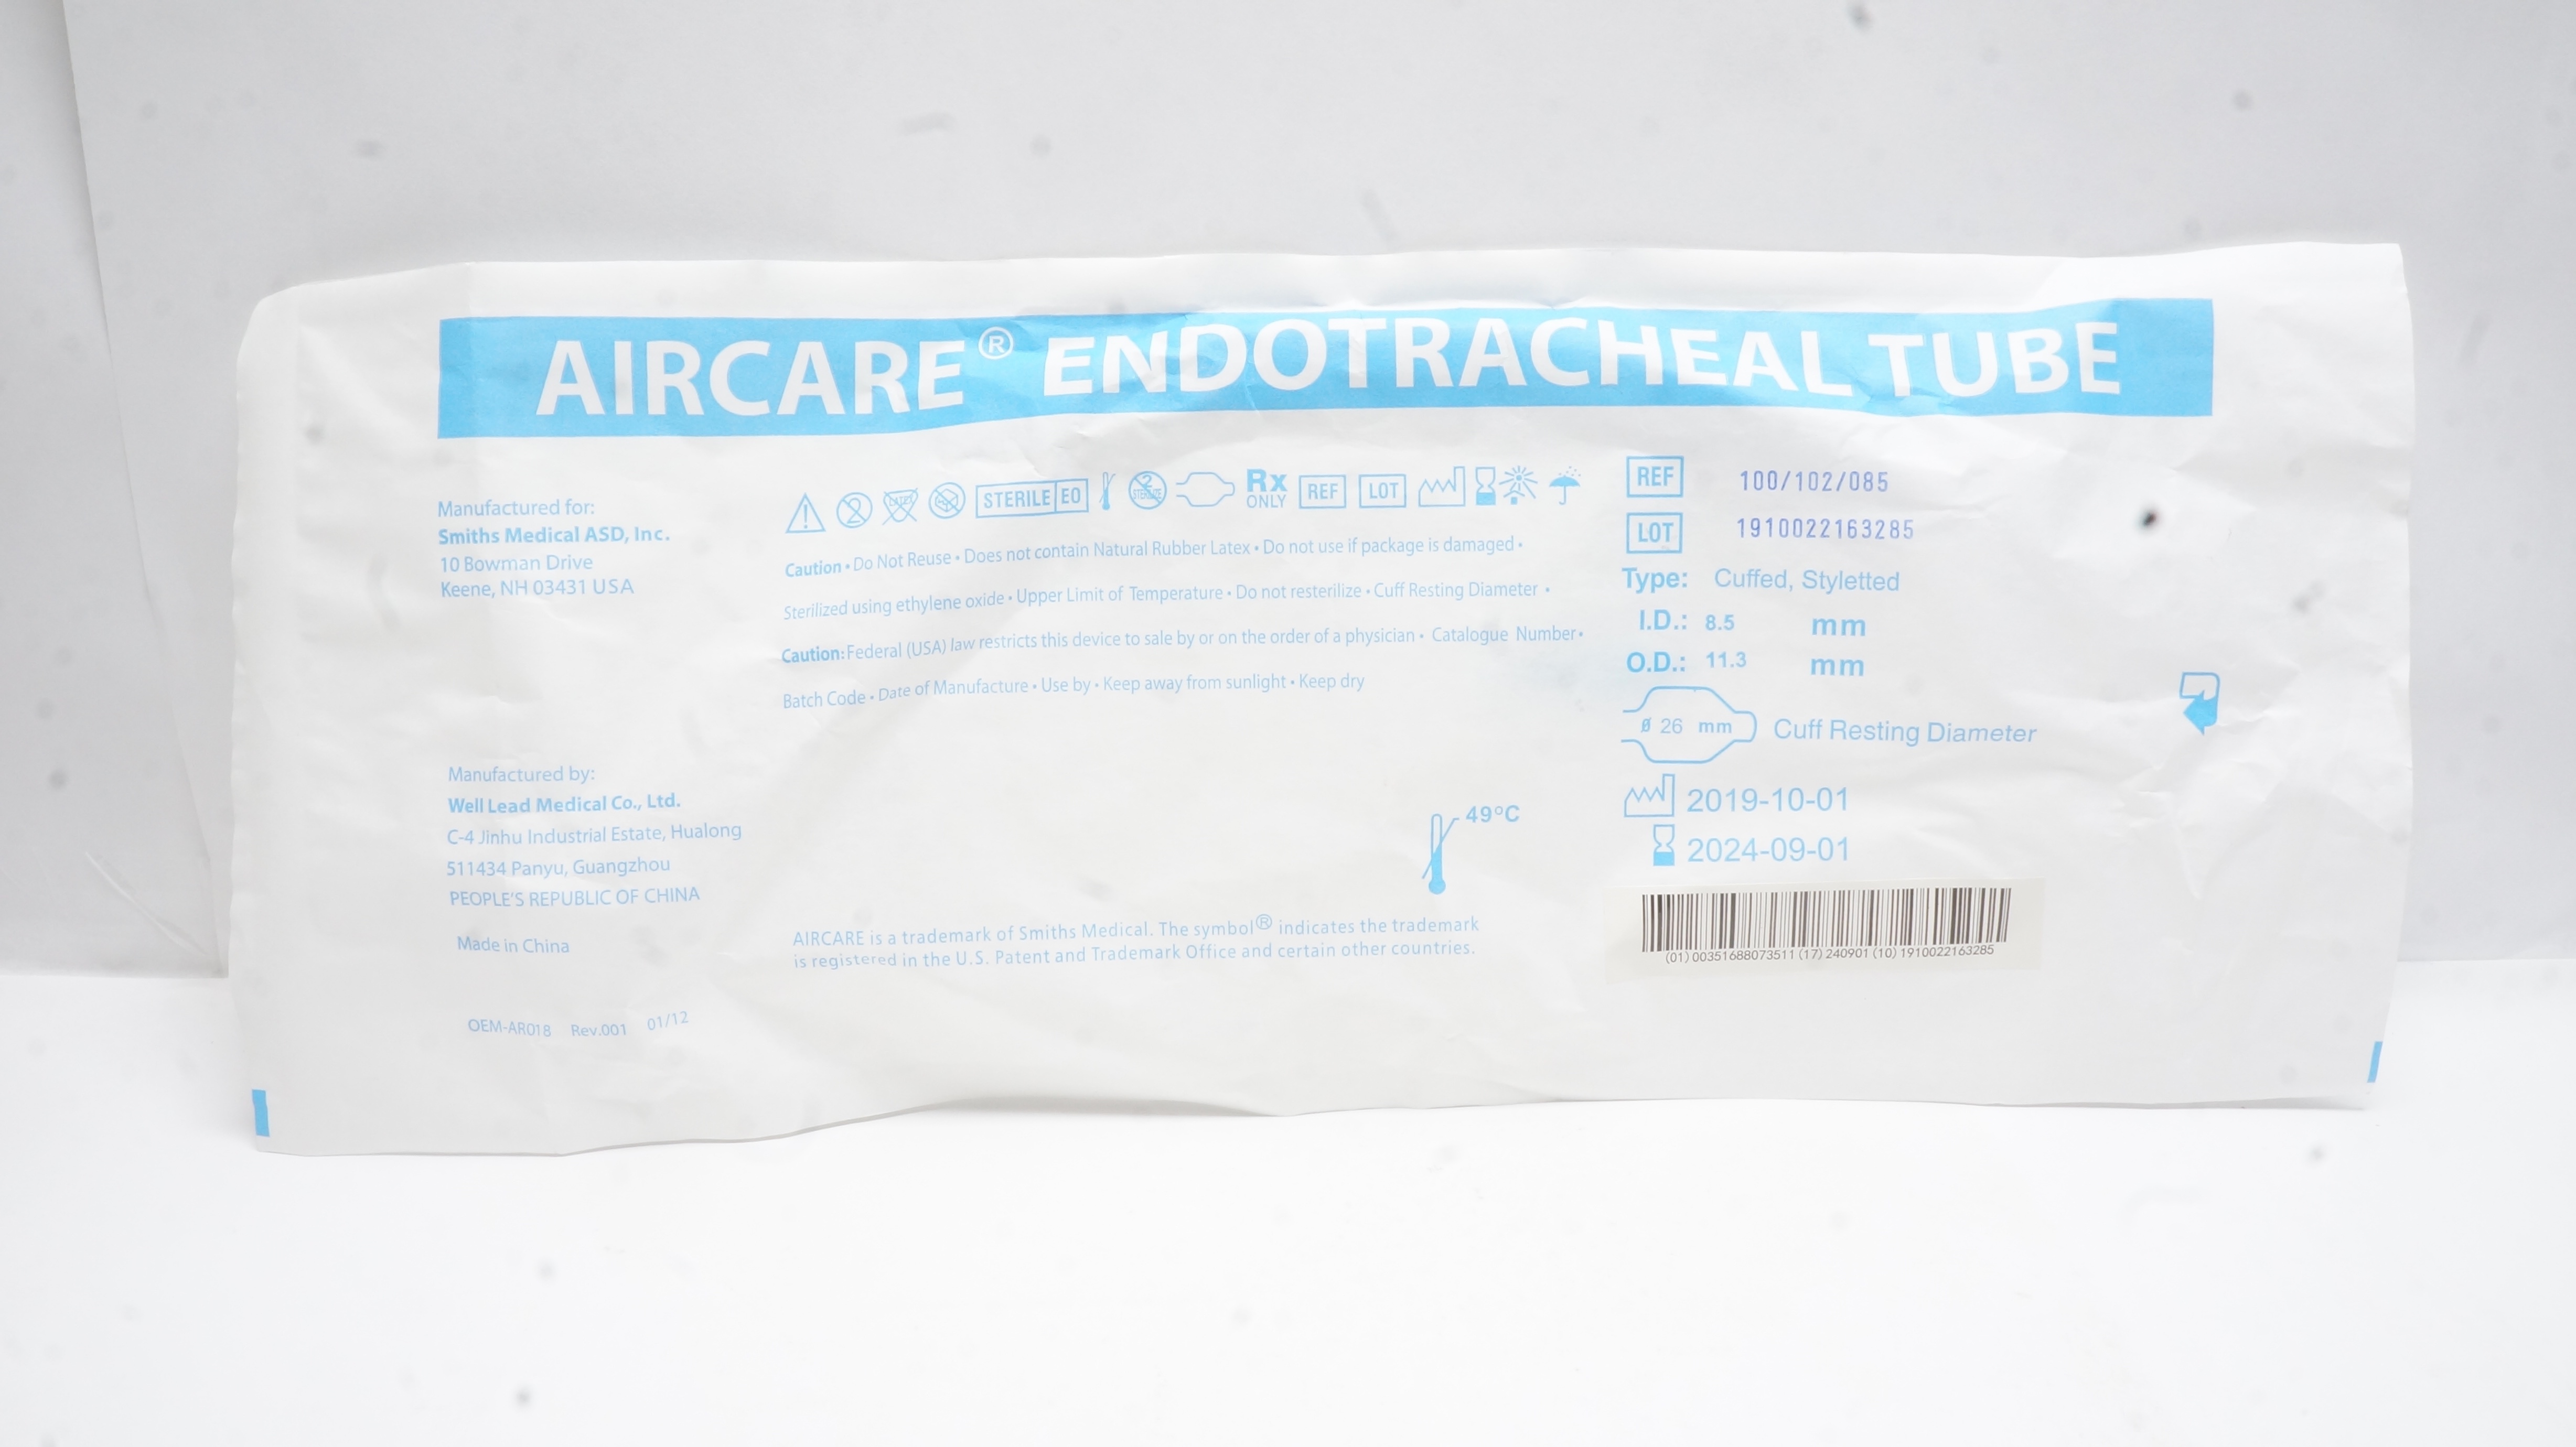 AIRCARE® ENDOTRACHEAL TUBE
Manufactured for:
Smiths Medical ASD, Inc.
10 Bowman Drive
Keene, NH 03431 USA
Manufactured by:
Well Lead Medical Co., Ltd.
C-4 Jinhu Industrial Estate, Hualong
511434 Panyu, Guangzhou
PEOPLE'S REPUBLIC OF CHINA
Made in China
OEM-AR018 Rev.001 01/12
2 LATEX STERILE EO 2 STERILIZE Rx ONLY REF LOT
Caution • Do Not Reuse • Does not contain Natural Rubber Latex • Do not use if package is damaged •
Sterilized using ethylene oxide • Upper Limit of Temperature • Do not resterilize • Cuff Resting Diameter •
Caution: Federal (USA) law restricts this device to sale by or on the order of a physician • Catalogue Number •
Batch Code • Date of Manufacture • Use by • Keep away from sunlight • Keep dry
49°C
AIRCARE is a trademark of Smiths Medical. The symbol ® indicates the trademark
is registered in the U.S. Patent and Trademark Office and certain other countries.
REF 100/102/085
LOT 1910022163285
Type: Cuffed, Styletted
I.D.: 8.5 mm
O.D.: 11.3 mm
Ø 26 mm Cuff Resting Diameter
2019-10-01
2024-09-01
(01) 00351688073511 (17) 240901 (10) 1910022163285